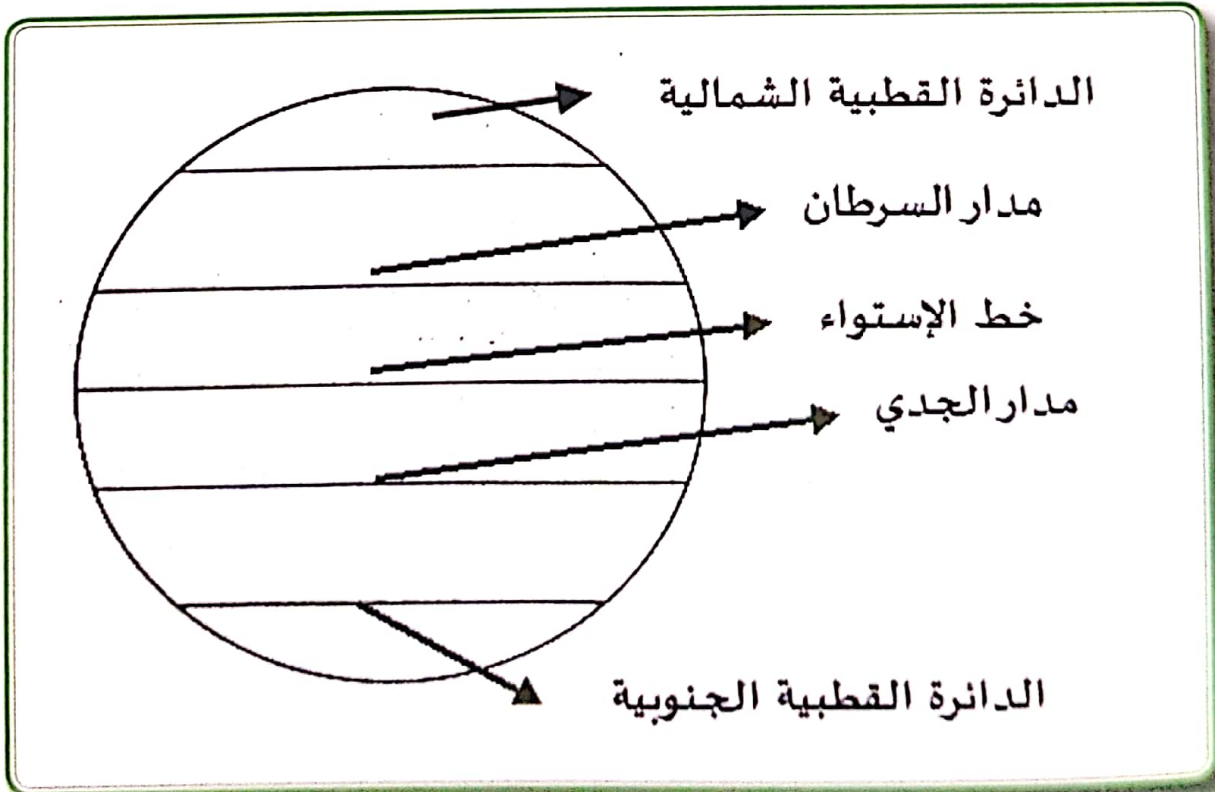 الدائرة القطبية الشمالية
مدار السرطان
خط الإستواء
مدار الجدي
الدائرة القطبية الجنوبية